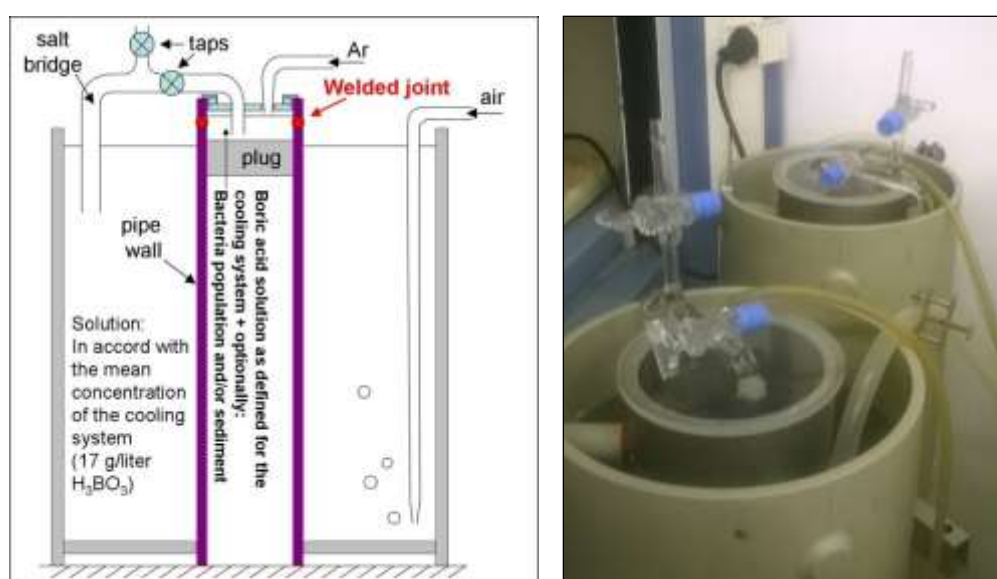 salt
bridge
taps
Ar
Welded joint
air
plug
pipe
wall
Boric acid solution as defined for the
cooling system + optionally:
Bacteria population and/or sediment
Solution:
In accord with
the mean
concentration
of the cooling
system
(17 g/liter
H₃BO₃)